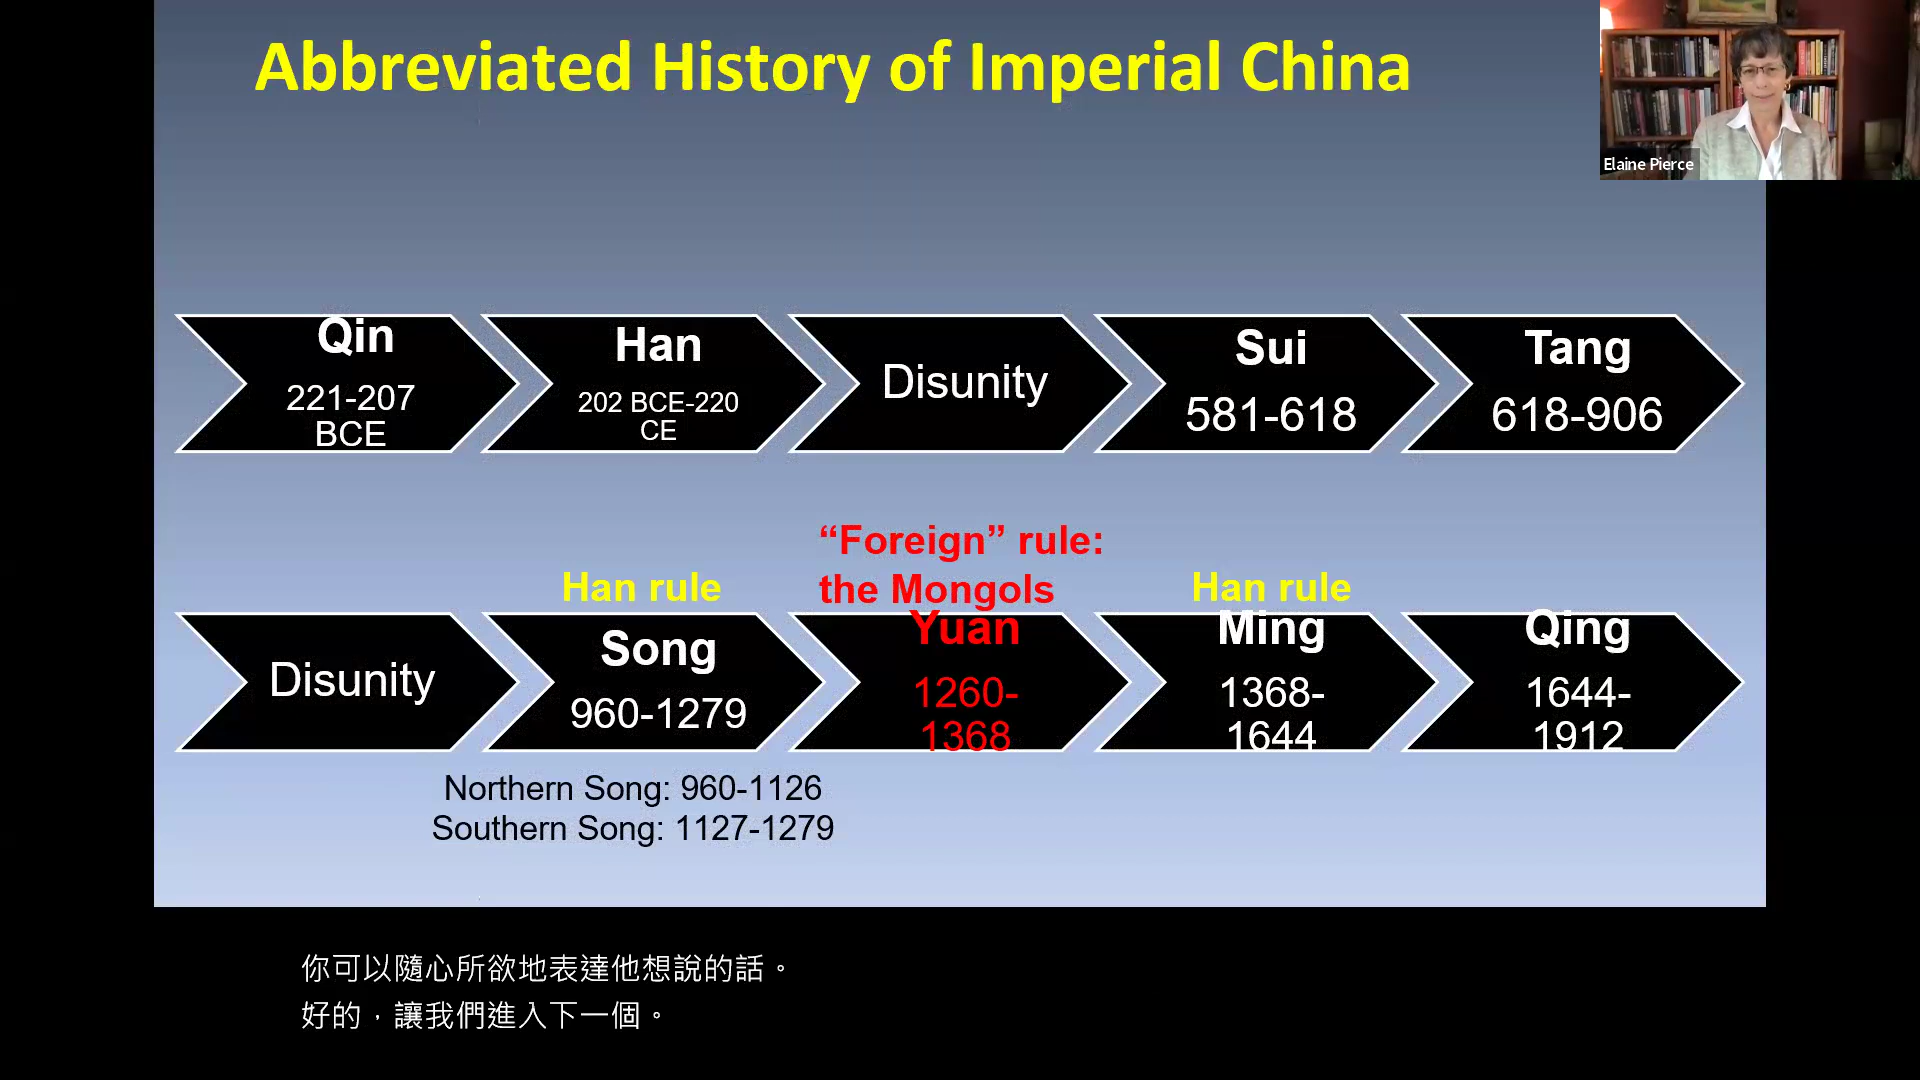 Abbreviated History of Imperial China
Elaine Pierce
Qin
221-207
BCE
Han
202 BCE-220
CE
Disunity
Sui
581-618
Tang
618-906
Disunity
Han rule
Song
960-1279
Northern Song: 960-1126
Southern Song: 1127-1279
“Foreign” rule:
the Mongols
Yuan
1260-
1368
Han rule
Ming
1368-
1644
Qing
1644-
1912
你可以隨心所欲地表達他想說的話。
好的，讓我們進入下一個。